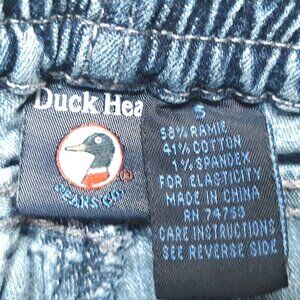 Duck Hea
®
JEANS CO.
S
58% RAMIE
41% COTTON
1% SPANDEX
FOR ELASTICITY
MADE IN CHINA
RN 74730
CARE INSTRUCTIONS
SEE REVERSE SIDE